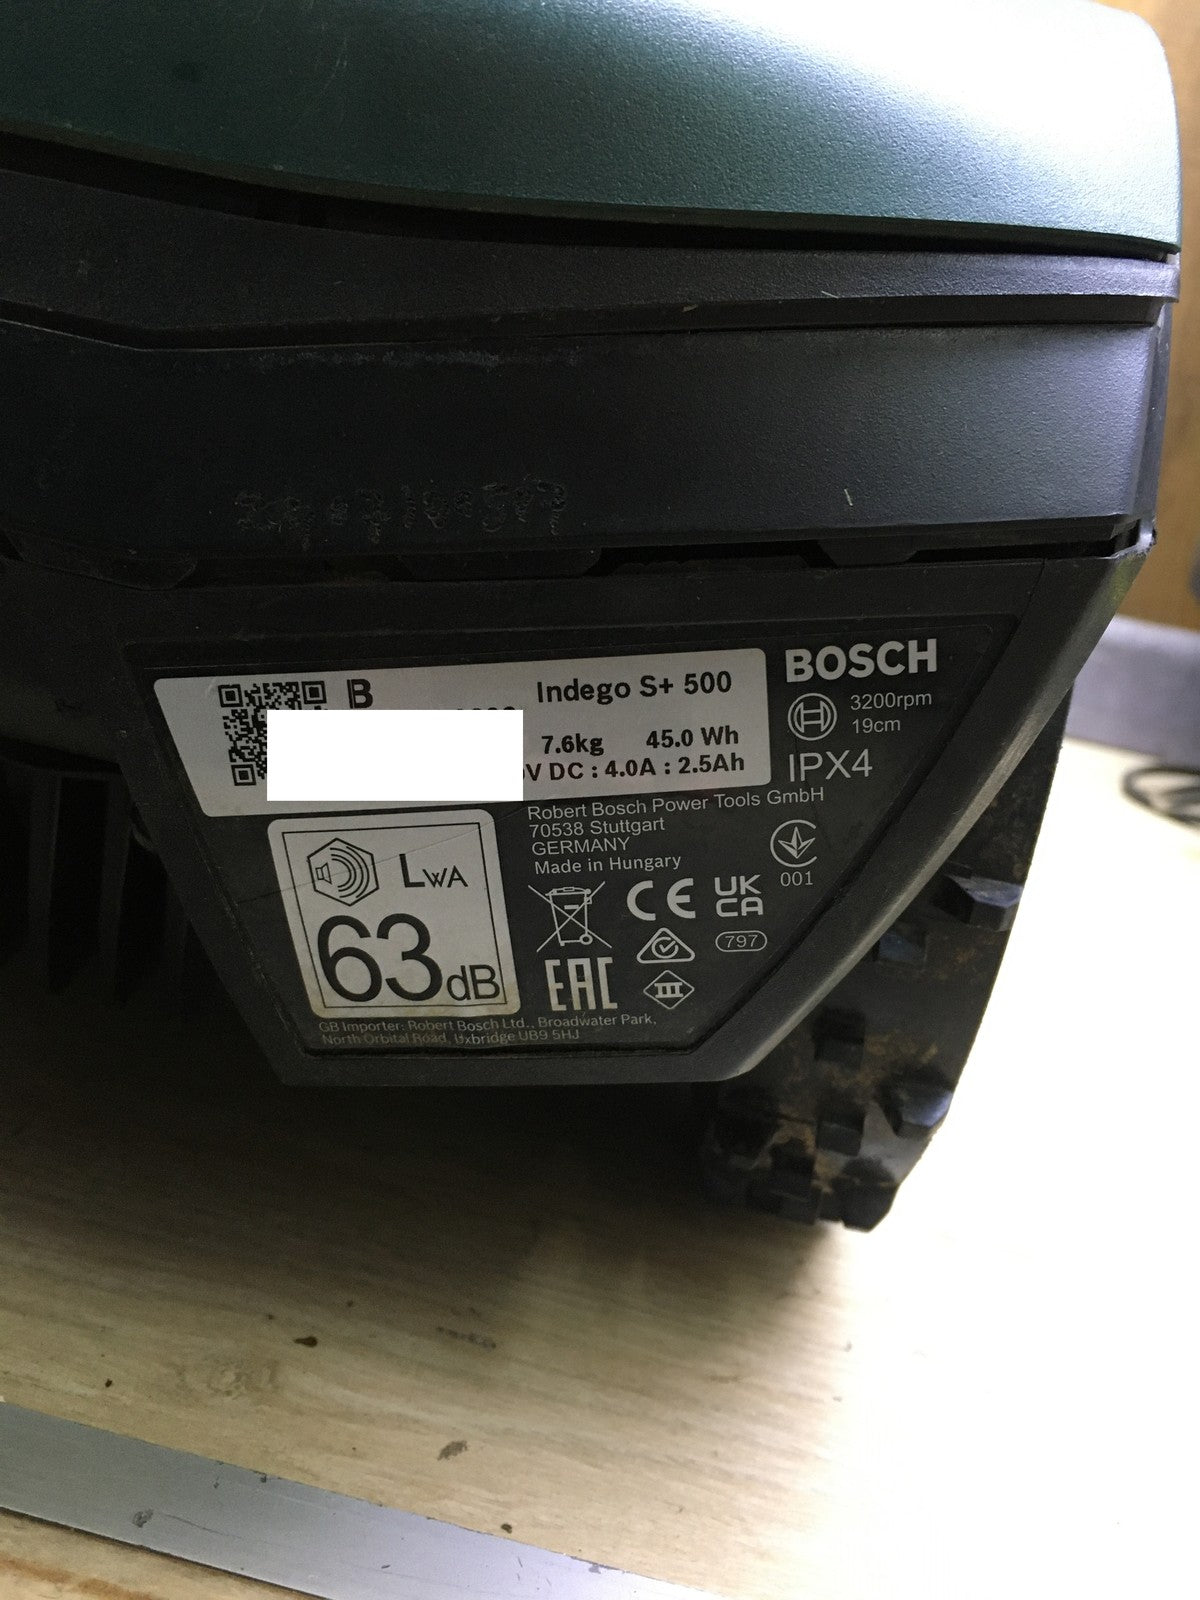 B
Indego S+ 500
7.6kg 45.0 Wh
V DC : 4.0A : 2.5Ah
BOSCH
3200rpm
19cm
IPX4
Robert Bosch Power Tools GmbH
70538 Stuttgart
GERMANY
Made in Hungary
001
LWA
63dB
CE
UK
CA
797
EAC
III
GB Importer: Robert Bosch Ltd., Broadwater Park,
North Orbital Road, Uxbridge UB9 5HJ